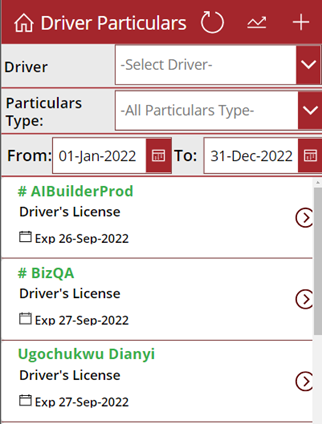 Driver Particulars
Driver
-Select Driver-
Particulars Type:
-All Particulars Type-
From: 01-Jan-2022 To: 31-Dec-2022
# AIBuilderProd
Driver's License
Exp 26-Sep-2022
# BizQA
Driver's License
Exp 27-Sep-2022
Ugochukwu Dianyi
Driver's License
Exp 27-Sep-2022